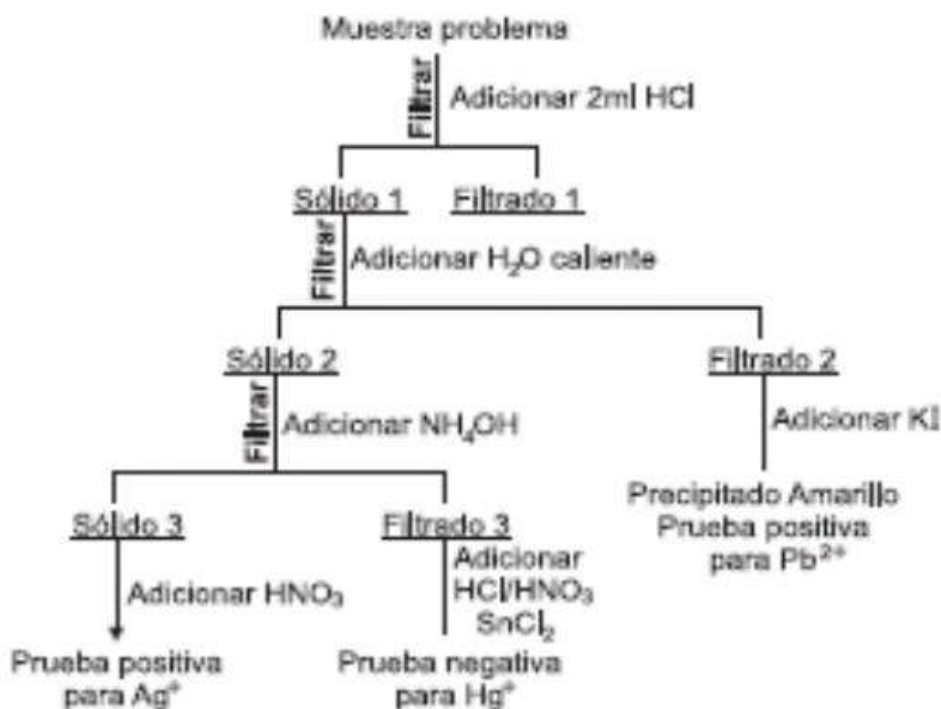 Muestra problema
Filtrar
Adicionar 2ml HCl
Sólido 1
Filtrado 1
Filtrar
Adicionar H₂O caliente
Sólido 2
Filtrado 2
Filtrar
Adicionar NH₄OH
Adicionar KI
Precipitado Amarillo
Prueba positiva
para Pb²⁺
Sólido 3
Filtrado 3
Adicionar HNO₃
Adicionar
HCl/HNO₃
SnCl₂
Prueba positiva
para Ag⁺
Prueba negativa
para Hg⁺